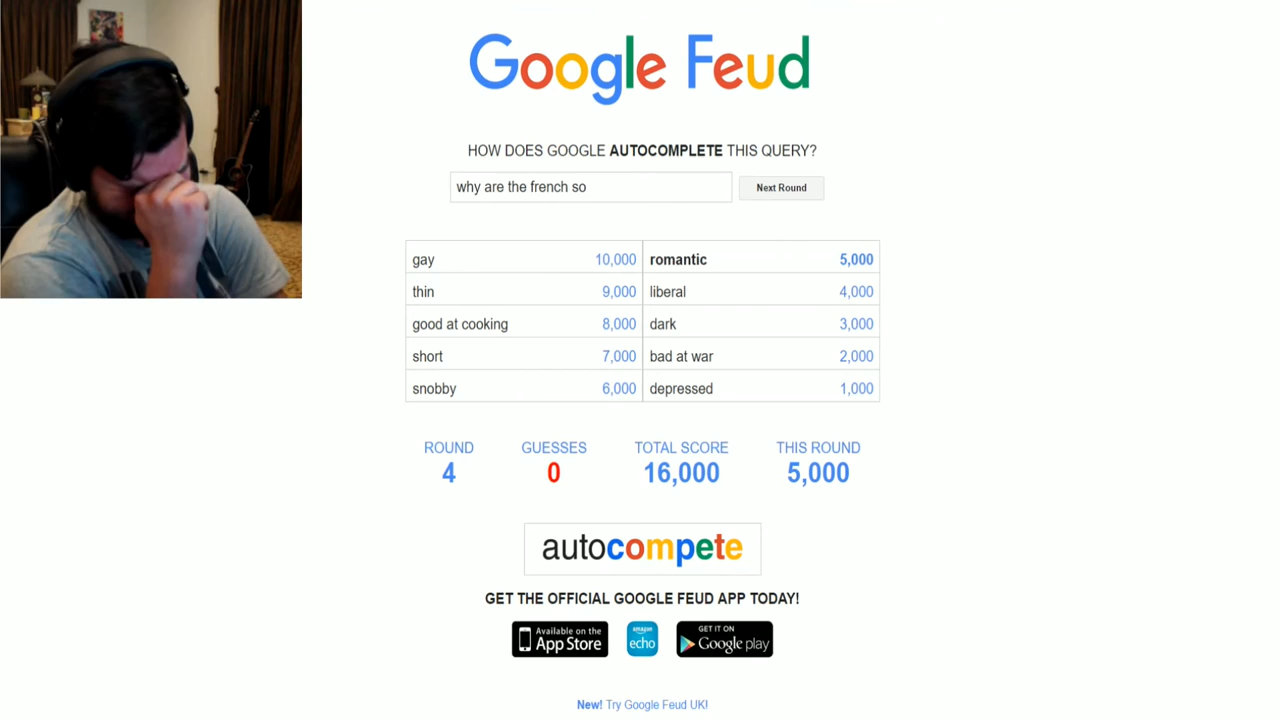 Google Feud
HOW DOES GOOGLE AUTOCOMPLETE THIS QUERY?
why are the french so
Next Round
gay 10,000 romantic 5,000
thin 9,000 liberal 4,000
good at cooking 8,000 dark 3,000
short 7,000 bad at war 2,000
snobby 6,000 depressed 1,000
ROUND GUESSES TOTAL SCORE THIS ROUND
4 0 16,000 5,000
autocompete
GET THE OFFICIAL GOOGLE FEUD APP TODAY!
Available on the App Store
amazon echo
GET IT ON Google play
New! Try Google Feud UK!